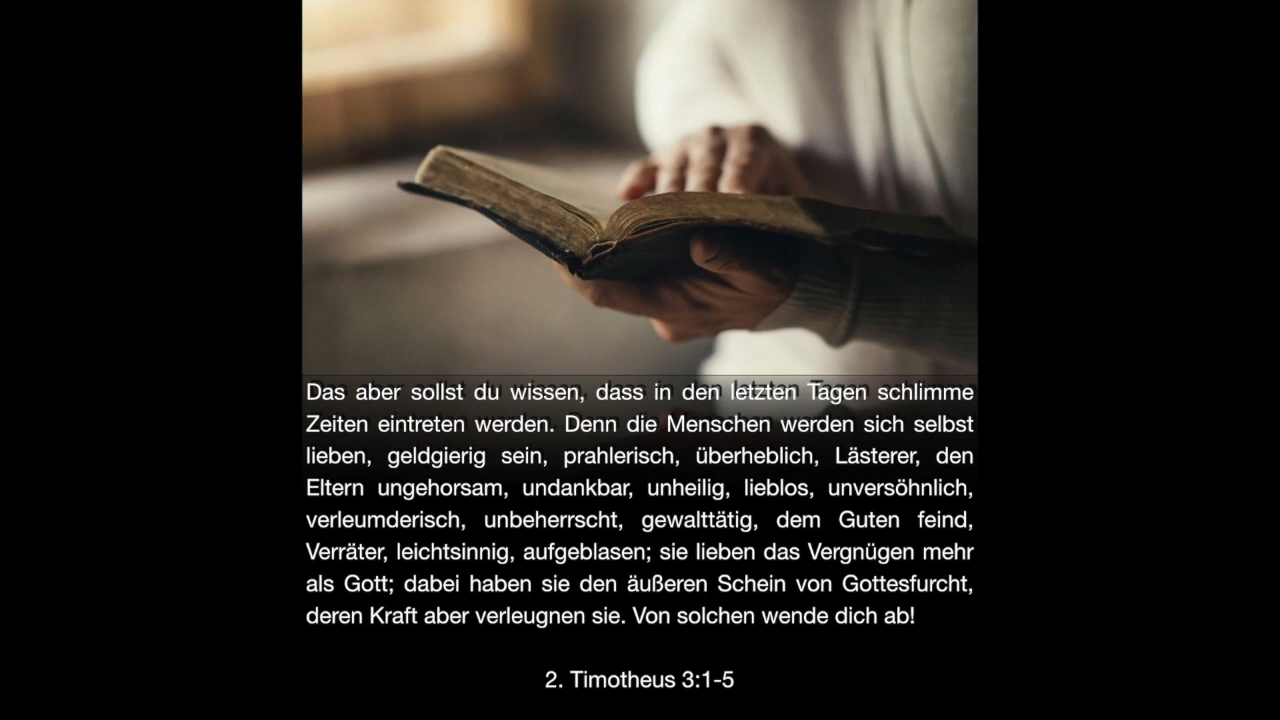 Das aber sollst du wissen, dass in den letzten Tagen schlimme
Zeiten eintreten werden. Denn die Menschen werden sich selbst
lieben, geldgierig sein, prahlerisch, überheblich, Lästerer, den
Eltern ungehorsam, undankbar, unheilig, lieblos, unversöhnlich,
verleumderisch, unbeherrscht, gewalttätig, dem Guten feind,
Verräter, leichtsinnig, aufgeblasen; sie lieben das Vergnügen mehr
als Gott; dabei haben sie den äußeren Schein von Gottesfurcht,
deren Kraft aber verleugnen sie. Von solchen wende dich ab!
2. Timotheus 3:1-5